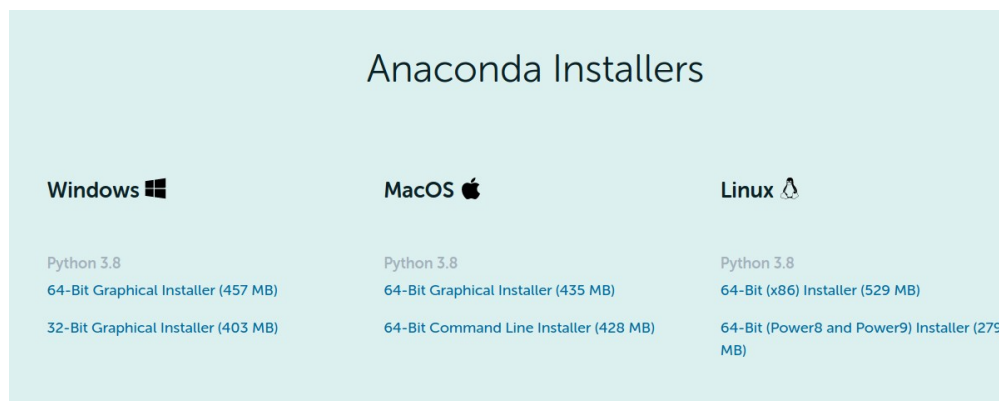 Anaconda Installers
Windows
MacOS
Linux
Python 3.8
64-Bit Graphical Installer (457 MB)
32-Bit Graphical Installer (403 MB)
Python 3.8
64-Bit Graphical Installer (435 MB)
64-Bit Command Line Installer (428 MB)
Python 3.8
64-Bit (x86) Installer (529 MB)
64-Bit (Power8 and Power9) Installer (279
MB)